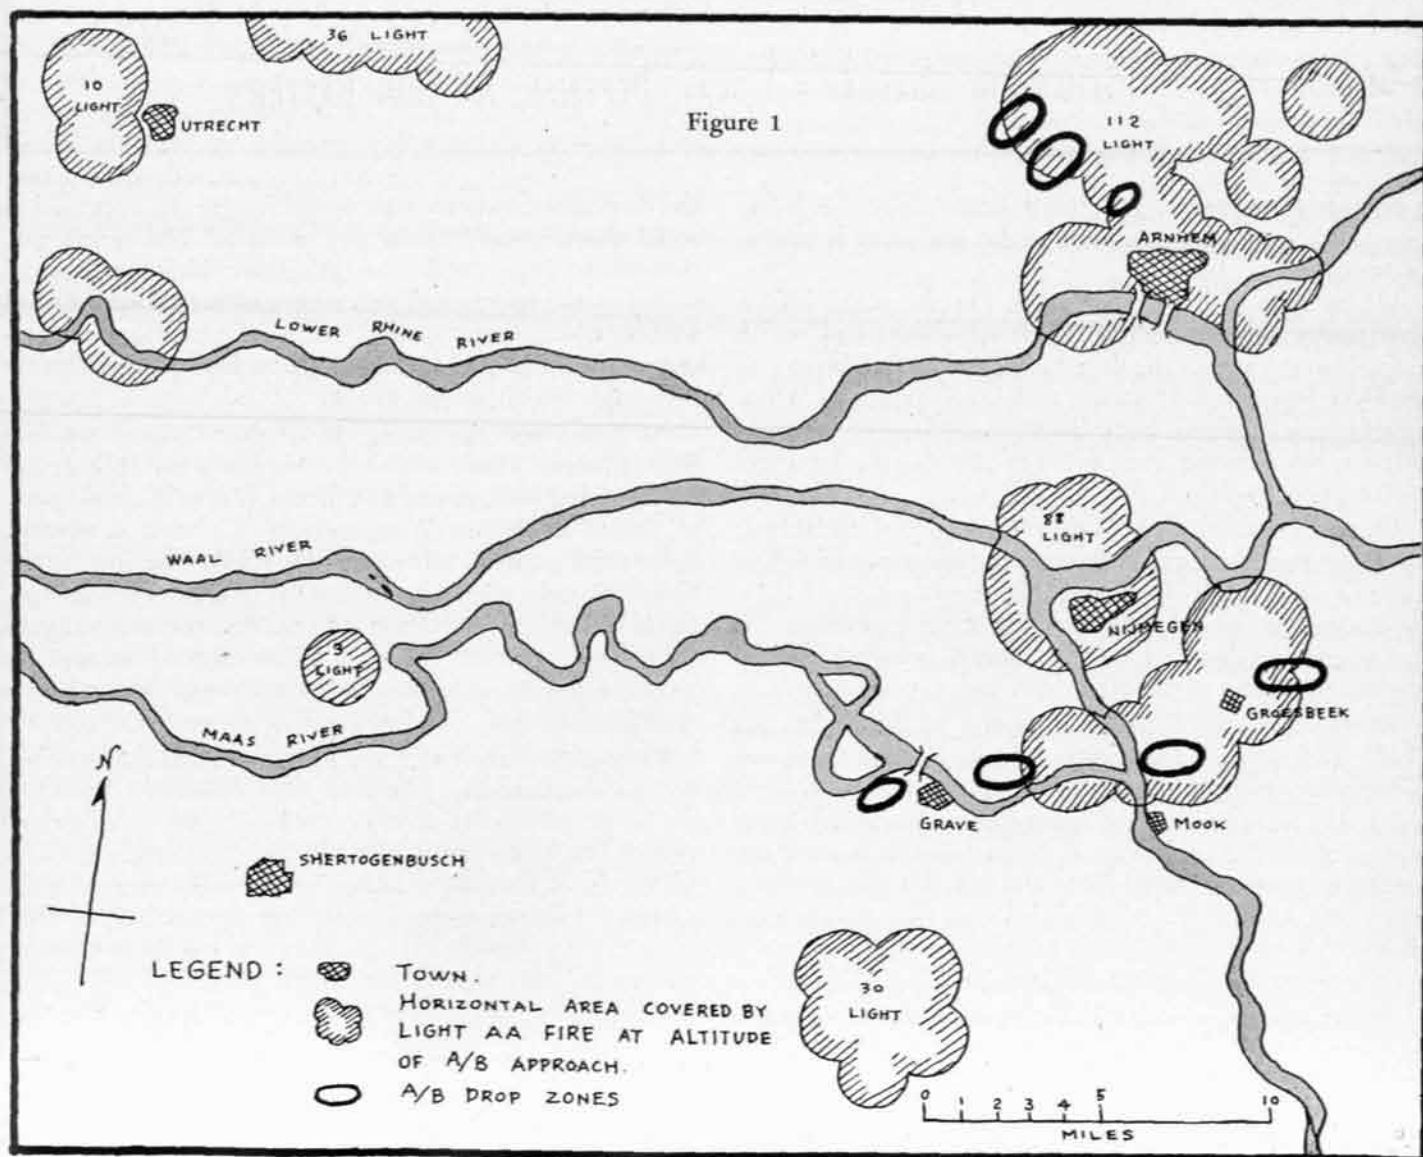 36 LIGHT
10
LIGHT
UTRECHT
Figure 1
112
LIGHT
ARNHEM
LOWER RHINE RIVER
88
LIGHT
WAAL RIVER
NIJMEGEN
3
LIGHT
GROESBEEK
MAAS RIVER
N
GRAVE
MOOK
SHERTOGENBUSCH
LEGEND :
TOWN.
HORIZONTAL AREA COVERED BY
LIGHT AA FIRE AT ALTITUDE
OF A/B APPROACH.
A/B DROP ZONES
30
LIGHT
0 1 2 3 4 5 10
MILES